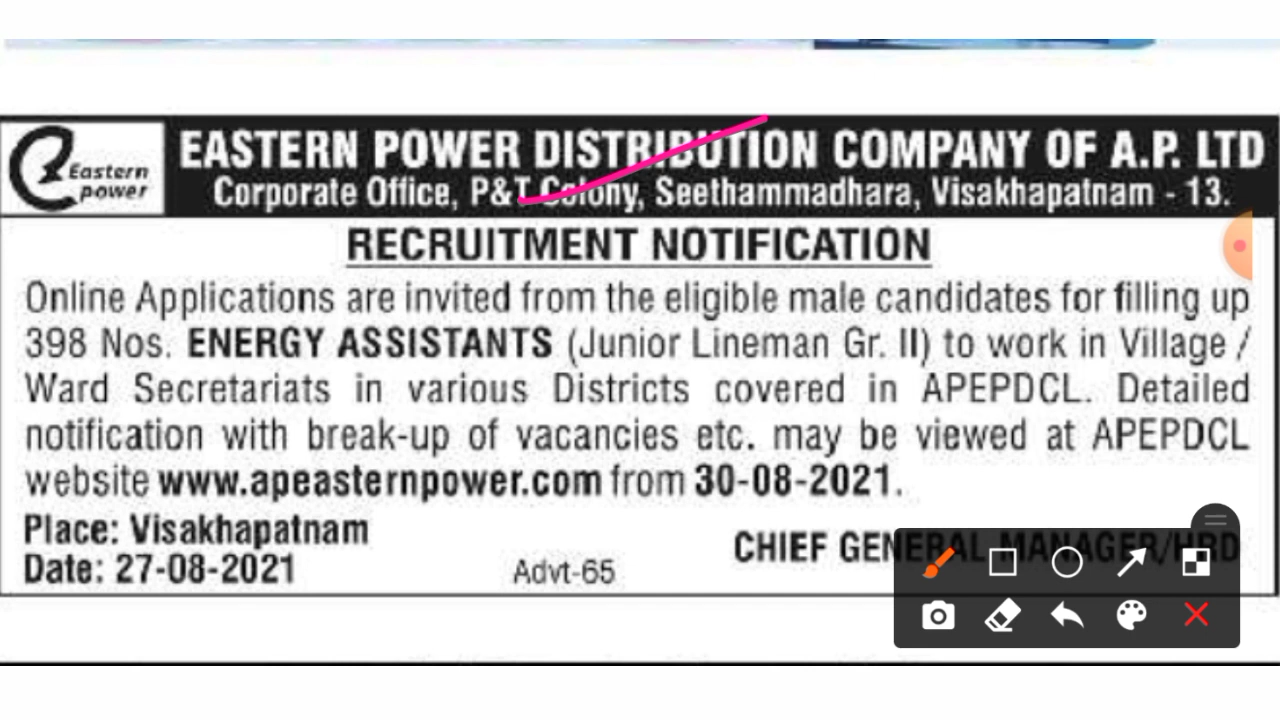 Eastern
power
EASTERN POWER DISTRIBUTION COMPANY OF A.P. LTD
Corporate Office, P&T Colony, Seethammadhara, Visakhapatnam - 13.
RECRUITMENT NOTIFICATION
Online Applications are invited from the eligible male candidates for filling up
398 Nos. ENERGY ASSISTANTS (Junior Lineman Gr. II) to work in Village /
Ward Secretariats in various Districts covered in APEPDCL. Detailed
notification with break-up of vacancies etc. may be viewed at APEPDCL
website www.apeasternpower.com from 30-08-2021.
Place: Visakhapatnam
CHIEF GENERAL MANAGER/HRD
Date: 27-08-2021
Advt-65